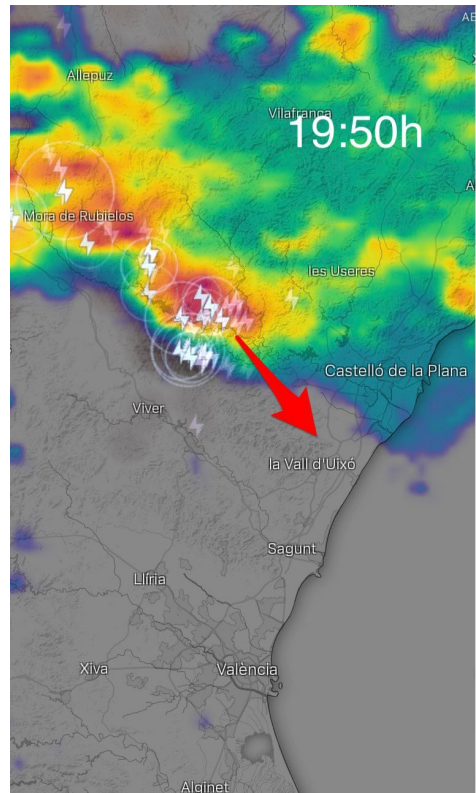 Allepuz
Vilafranca
19:50h
Mora de Rubielos
les Useres
Castelló de la Plana
Viver
la Vall d'Uixó
Sagunt
Llíria
Xiva
València
Alginet